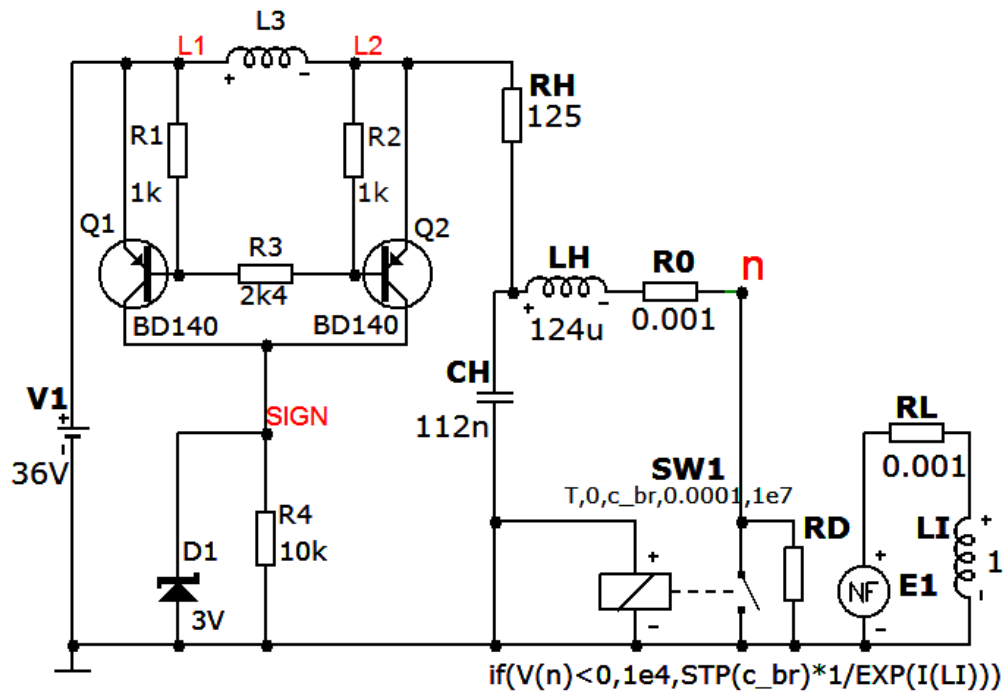 L3
L1
L2
+
-
RH
125
R1
R2
1k
1k
Q1
Q2
R3
2k4
LH
R0
n
+
-
124u
0.001
BD140
BD140
CH
V1
+
-
36V
SIGN
112n
RL
0.001
SW1
T,0,c_br,0.0001,1e7
R4
10k
D1
3V
RD
LI
+
1
-
+
-
+
NF
E1
-
if(V(n)<0,1e4,STP(c_br)*1/EXP(I(LI)))